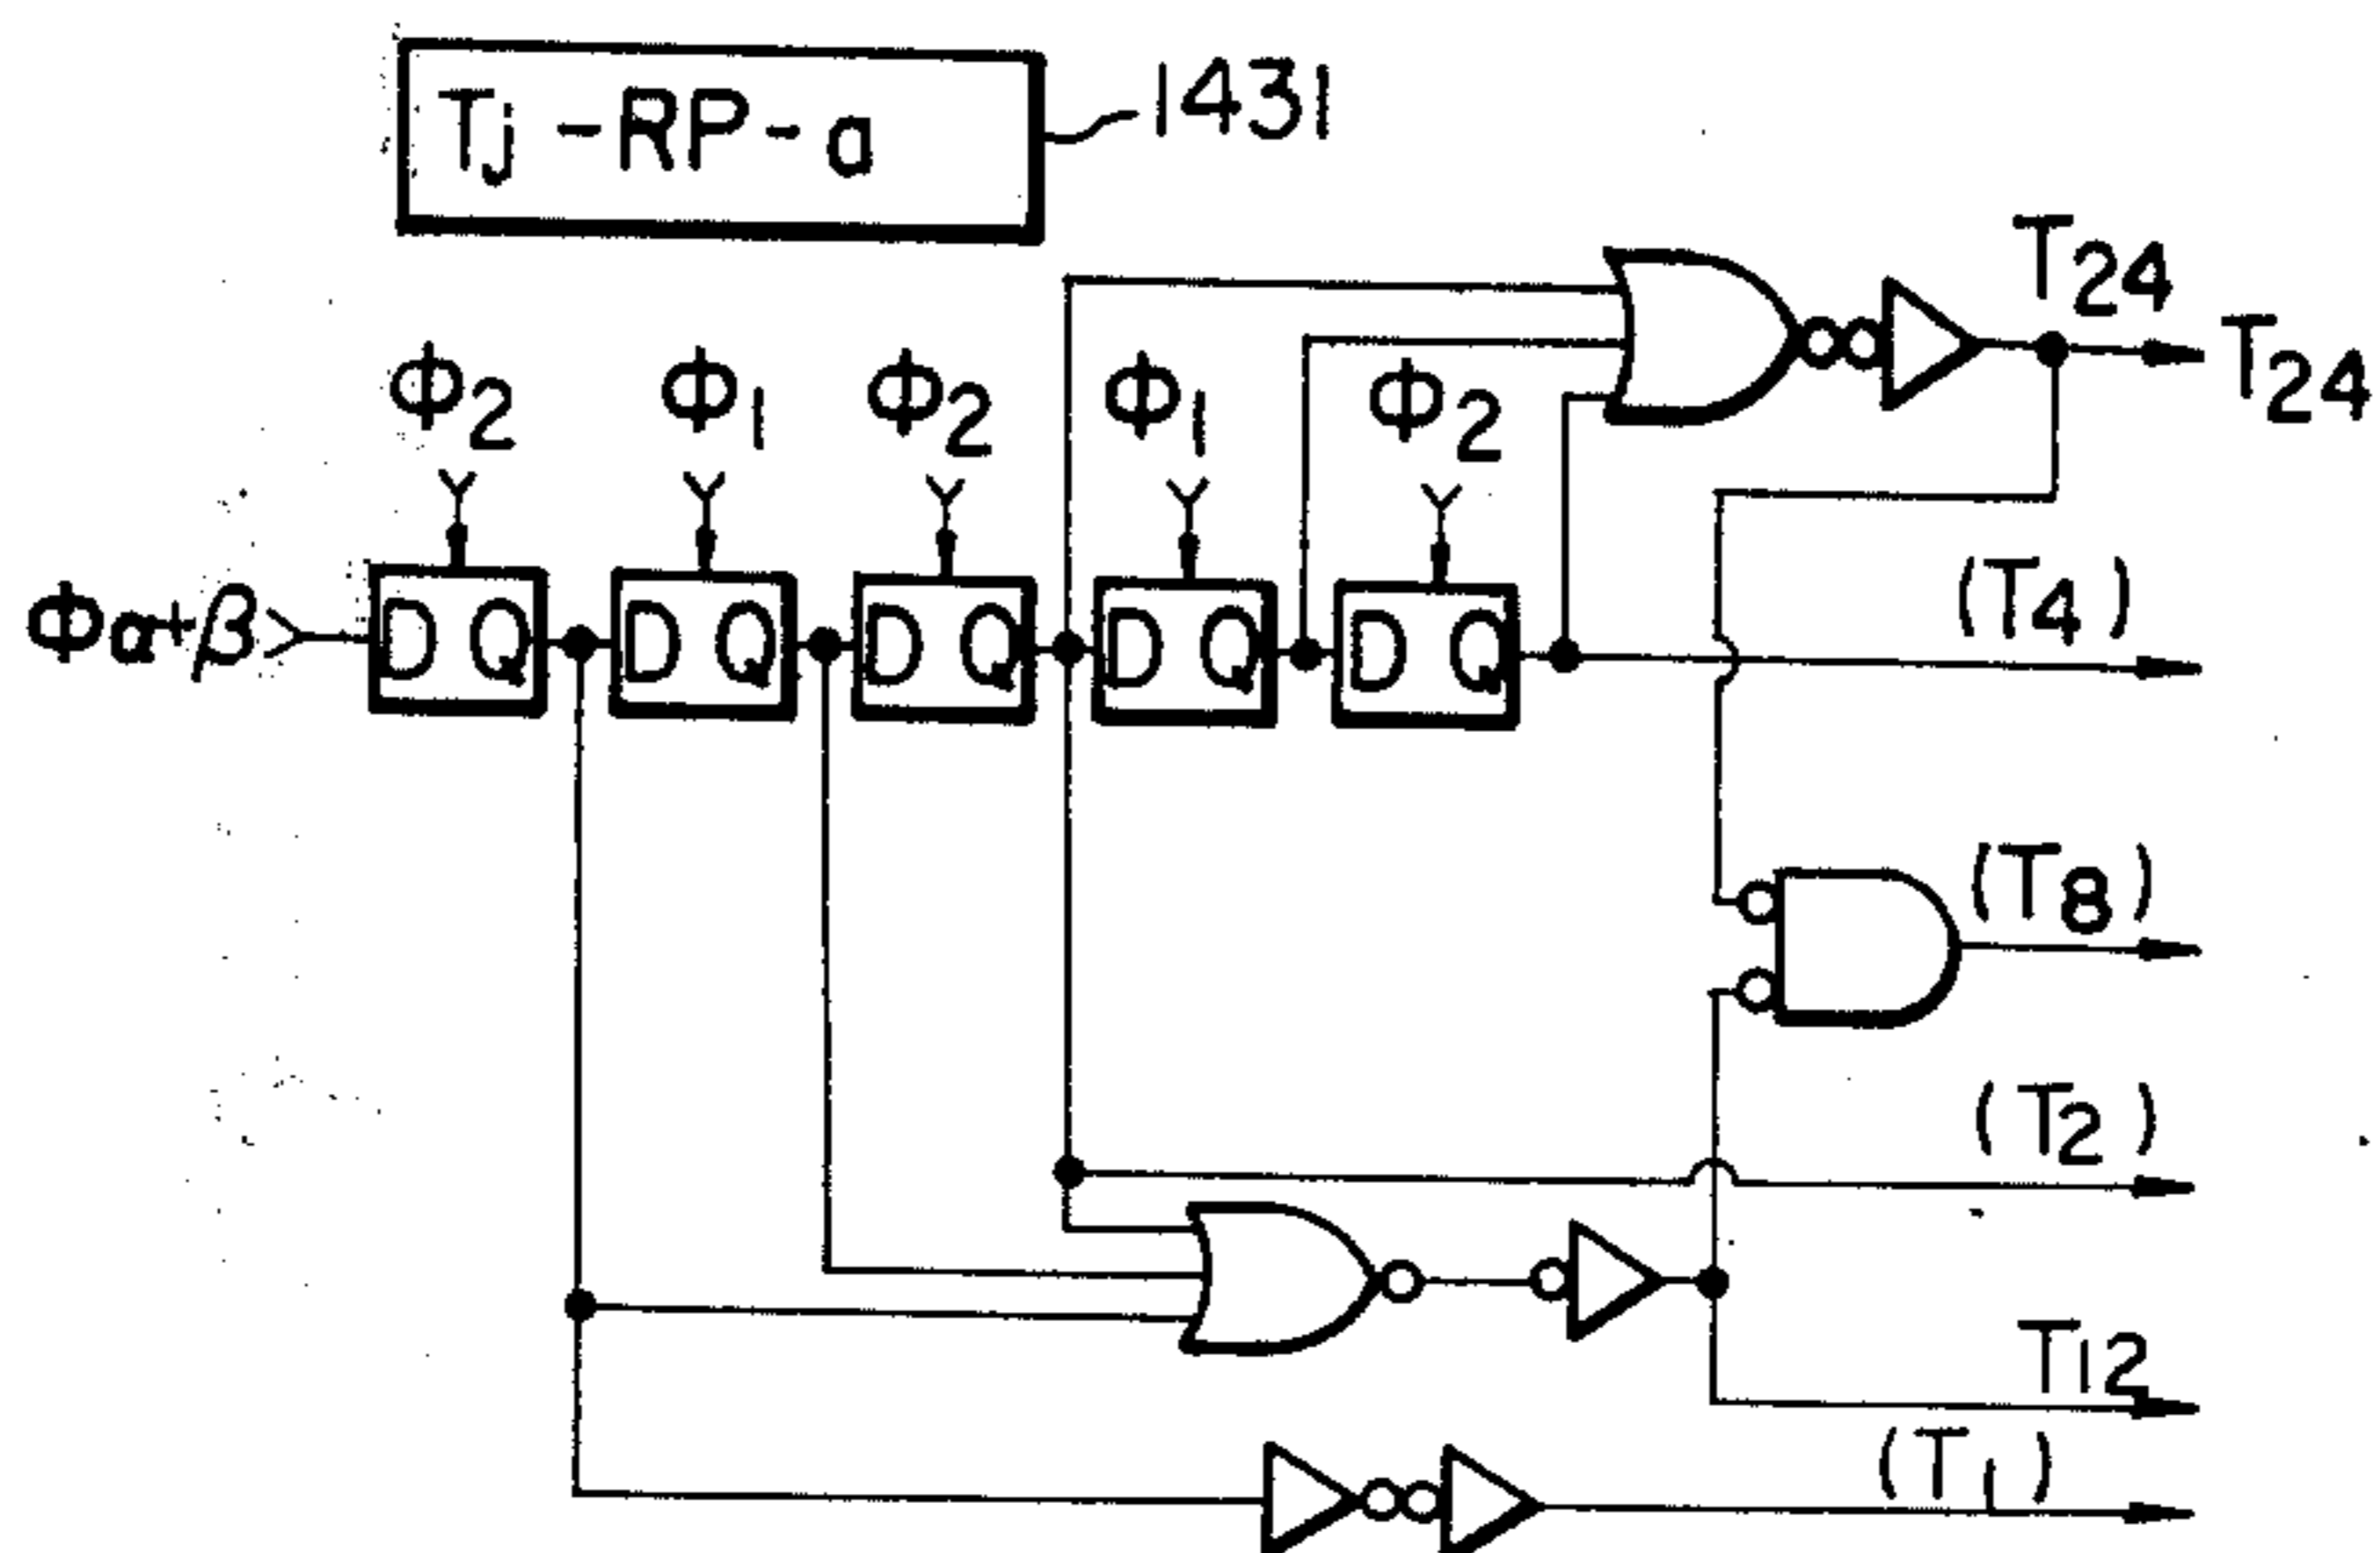 Tj -RP-a
1431
T24
T24
Φ2 Φ1 Φ2 Φ1 Φ2
Φα+β
D Q D Q D Q D Q D Q
(T4)
(T8)
(T2)
T12
(T1)